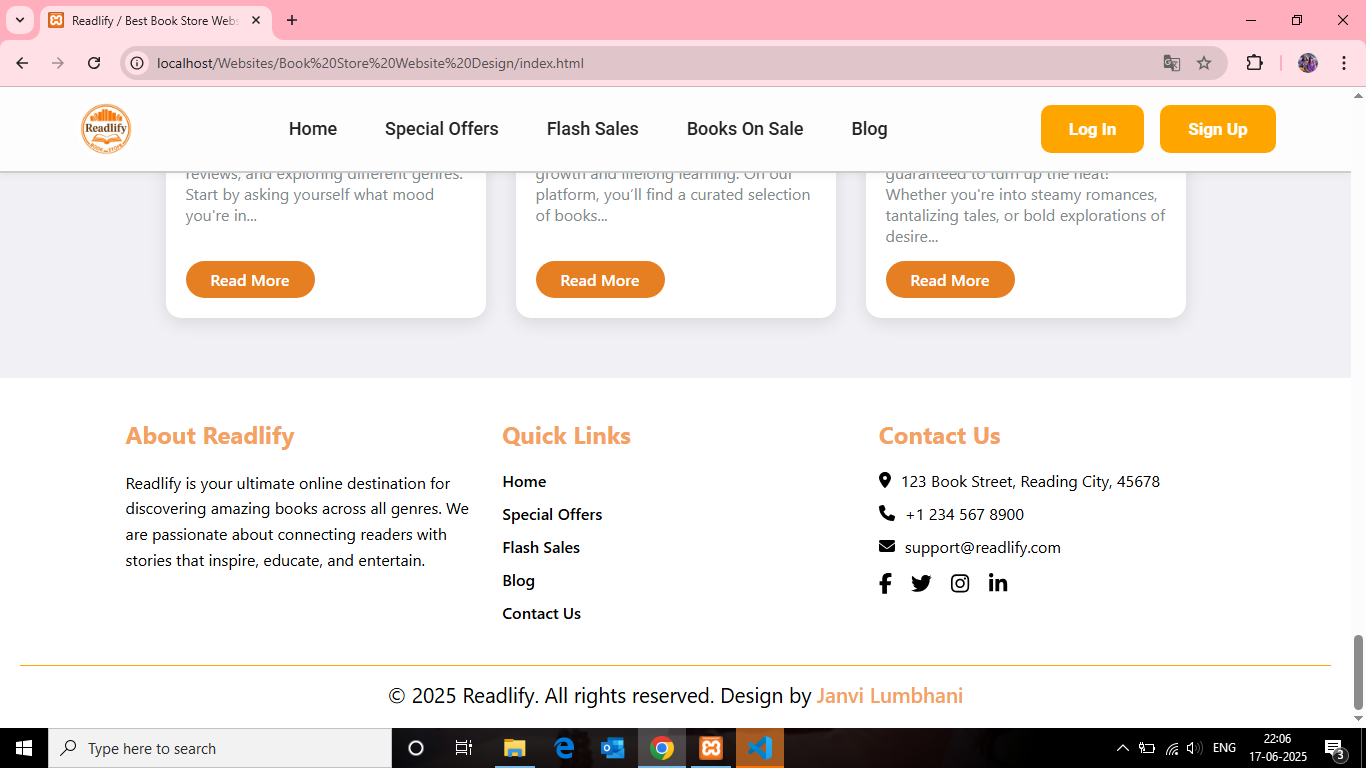 Readlify / Best Book Store Webs
localhost/Websites/Book%20Store%20Website%20Design/index.html
Readlify
BOOK STORE
Home Special Offers Flash Sales Books On Sale Blog Log In Sign Up
reviews, and exploring different genres.
Start by asking yourself what mood
you're in...
Read More
growth and lifelong learning. On our
platform, you’ll find a curated selection
of books...
Read More
guaranteed to turn up the heat!
Whether you're into steamy romances,
tantalizing tales, or bold explorations of
desire...
Read More
About Readlify
Readlify is your ultimate online destination for
discovering amazing books across all genres. We
are passionate about connecting readers with
stories that inspire, educate, and entertain.
Quick Links
Home
Special Offers
Flash Sales
Blog
Contact Us
Contact Us
123 Book Street, Reading City, 45678
+1 234 567 8900
support@readlify.com
© 2025 Readlify. All rights reserved. Design by Janvi Lumbhani
Type here to search
ENG
22:06
17-06-2025
3